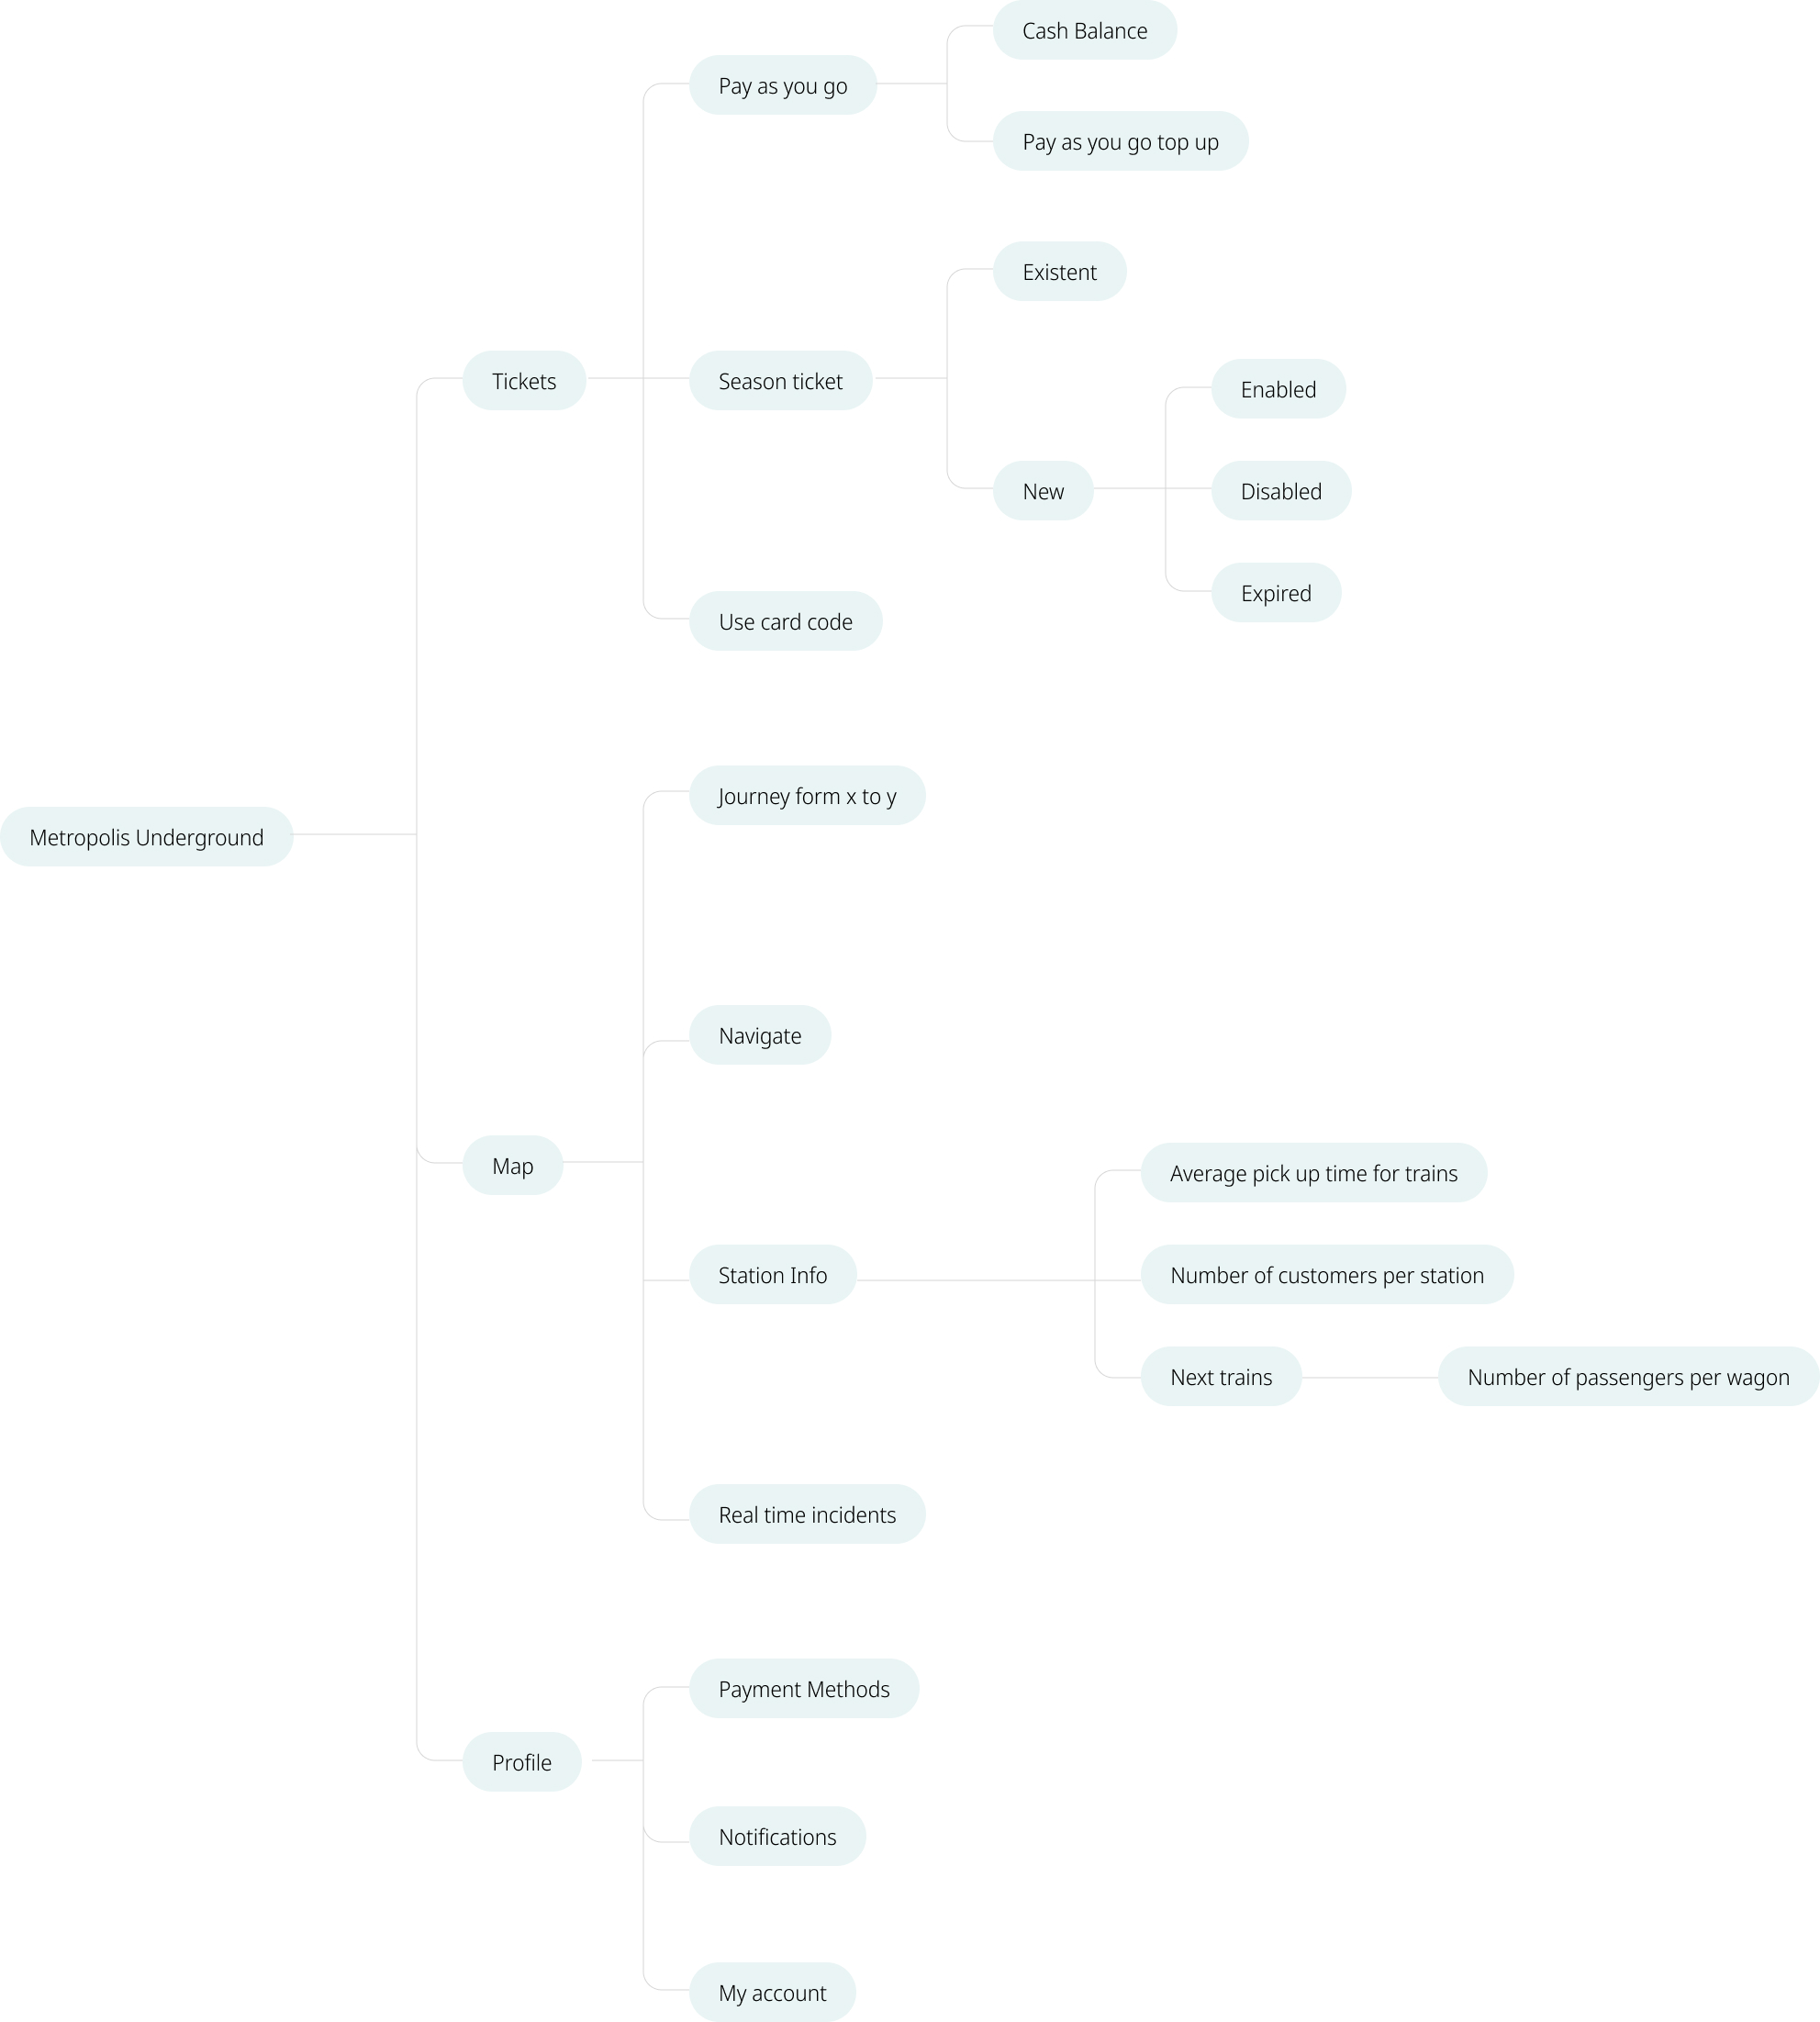 Cash Balance
Pay as you go
Pay as you go top up
Existent
Tickets
Season ticket
Enabled
New
Disabled
Expired
Use card code
Journey form x to y
Metropolis Underground
Navigate
Map
Average pick up time for trains
Station Info
Number of customers per station
Next trains
Number of passengers per wagon
Real time incidents
Payment Methods
Profile
Notifications
My account